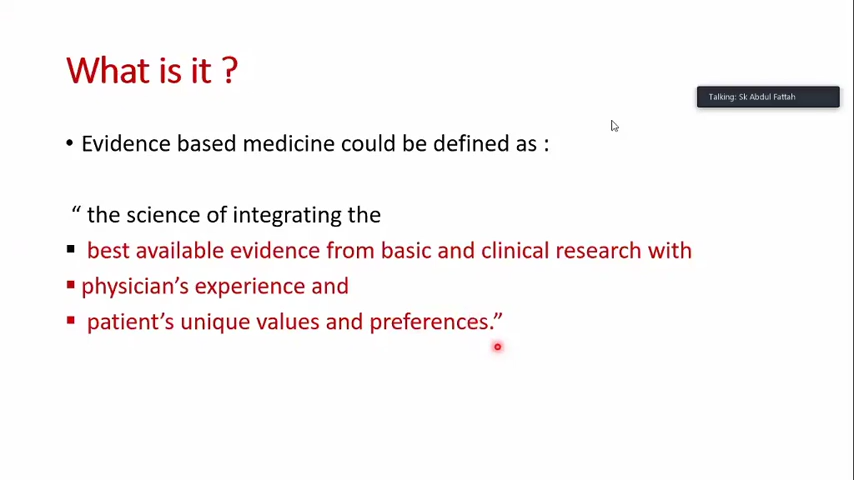 What is it ?
Talking: Sk Abdul Fattah
• Evidence based medicine could be defined as :
“ the science of integrating the
▪ best available evidence from basic and clinical research with
▪ physician’s experience and
▪ patient’s unique values and preferences.”